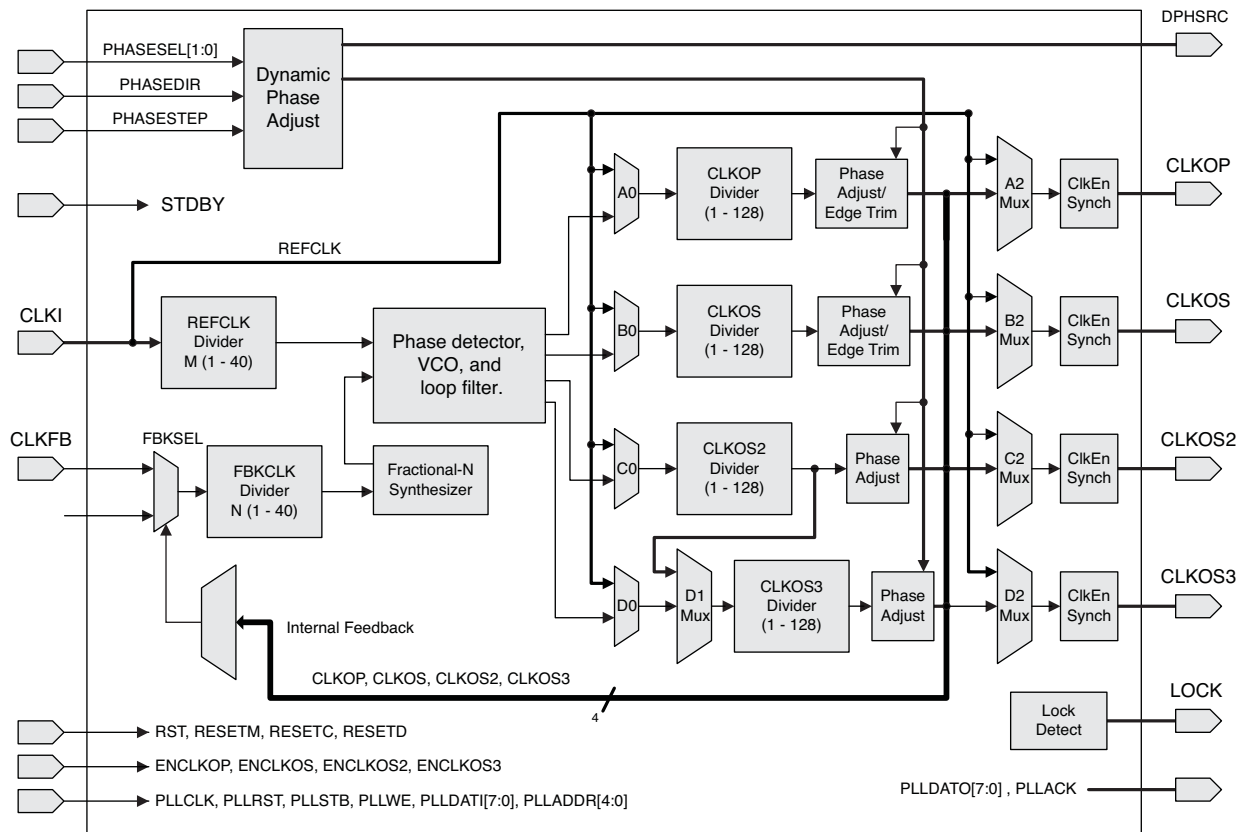 DPHSRC
PHASESEL[1:0]
PHASEDIR
PHASESTEP
Dynamic
Phase
Adjust
STDBY
REFCLK
CLKI
REFCLK
Divider
M (1 - 40)
Phase detector,
VCO, and
loop filter.
CLKFB
FBKSEL
FBKCLK
Divider
N (1 - 40)
Fractional-N
Synthesizer
A0
CLKOP
Divider
(1 - 128)
Phase
Adjust/
Edge Trim
A2
Mux
ClkEn
Synch
CLKOP
B0
CLKOS
Divider
(1 - 128)
Phase
Adjust/
Edge Trim
B2
Mux
ClkEn
Synch
CLKOS
C0
CLKOS2
Divider
(1 - 128)
Phase
Adjust
C2
Mux
ClkEn
Synch
CLKOS2
D0
D1
Mux
CLKOS3
Divider
(1 - 128)
Phase
Adjust
D2
Mux
ClkEn
Synch
CLKOS3
Internal Feedback
CLKOP, CLKOS, CLKOS2, CLKOS3
4
Lock
Detect
LOCK
RST, RESETM, RESETC, RESETD
ENCLKOP, ENCLKOS, ENCLKOS2, ENCLKOS3
PLLCLK, PLLRST, PLLSTB, PLLWE, PLLDATI[7:0], PLLADDR[4:0]
PLLDATO[7:0] , PLLACK